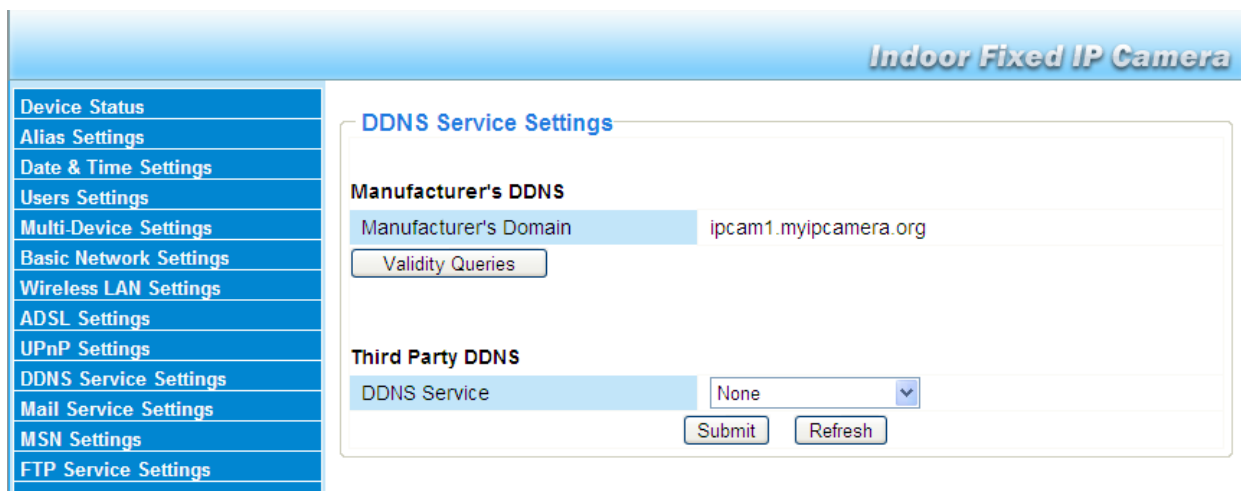 Indoor Fixed IP Camera
Device Status
Alias Settings
Date & Time Settings
Users Settings
Multi-Device Settings
Basic Network Settings
Wireless LAN Settings
ADSL Settings
UPnP Settings
DDNS Service Settings
Mail Service Settings
MSN Settings
FTP Service Settings
DDNS Service Settings
Manufacturer's DDNS
Manufacturer's Domain ipcam1.myipcamera.org
Validity Queries
Third Party DDNS
DDNS Service None
Submit Refresh